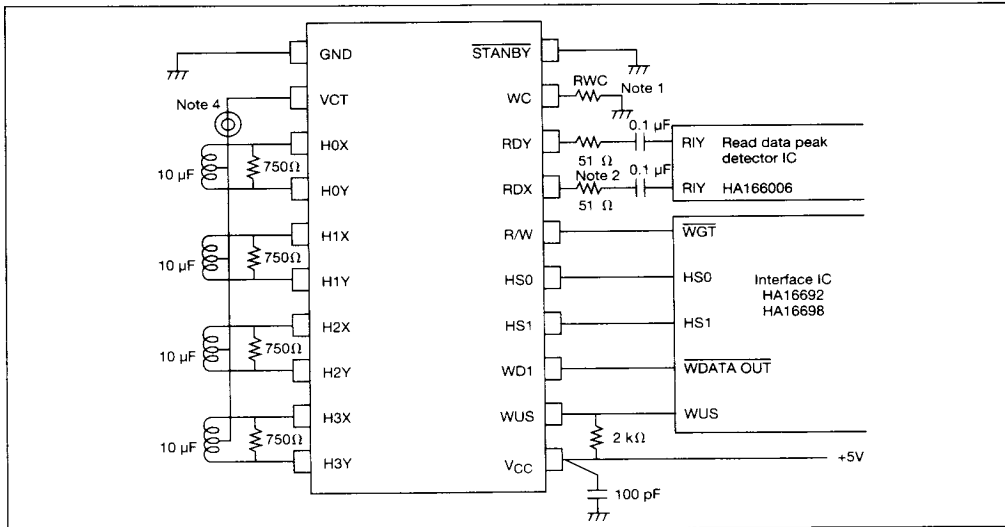 GND
VCT
H0X
H0Y
H1X
H1Y
H2X
H2Y
H3X
H3Y
STANBY
WC
RDY
RDX
R/W
HS0
HS1
WD1
WUS
VCC
Note 4
10 µF
750Ω
10 µF
750Ω
10 µF
750Ω
10 µF
750Ω
RWC
Note 1
0.1 µF
51 Ω
Note 2
0.1 µF
51 Ω
RIY
Read data peak
detector IC
RIY
HA166006
WGT
HS0
Interface IC
HA16692
HA16698
HS1
WDATA OUT
WUS
2 kΩ
+5V
100 pF